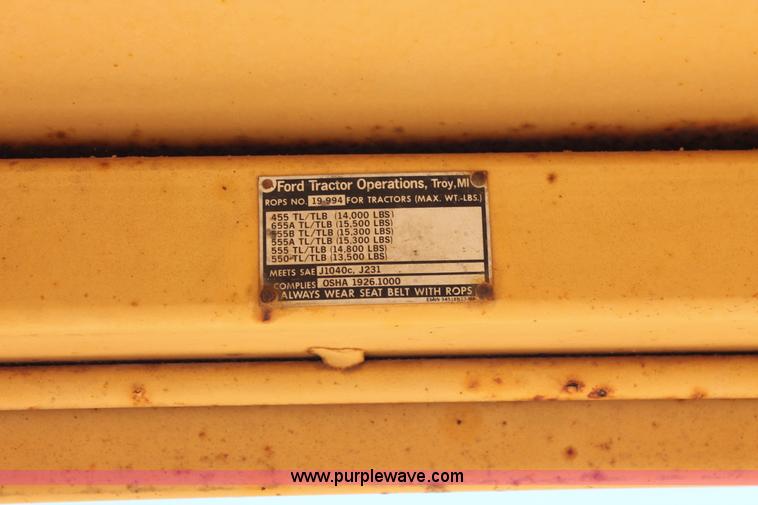 Ford Tractor Operations, Troy, MI
ROPS NO. 19-994 FOR TRACTORS (MAX. WT.-LBS.)
455 TL/TLB (14,000 LBS)
655A TL/TLB (15,500 LBS)
555B TL/TLB (15,300 LBS)
555A TL/TLB (15,300 LBS)
555 TL/TLB (14,800 LBS)
550 TL/TLB (13,500 LBS)
MEETS SAE J1040c, J231
COMPLIES OSHA 1926.1000
ALWAYS WEAR SEAT BELT WITH ROPS
www.purplewave.com